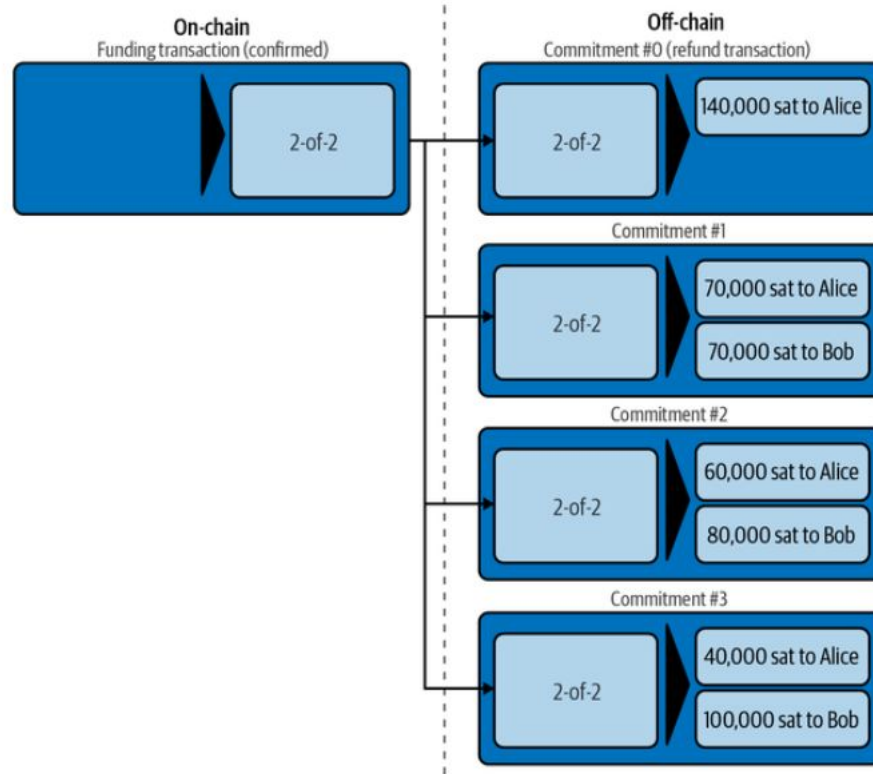 On-chain
Funding transaction (confirmed)
2-of-2
Off-chain
Commitment #0 (refund transaction)
2-of-2
140,000 sat to Alice
Commitment #1
2-of-2
70,000 sat to Alice
70,000 sat to Bob
Commitment #2
2-of-2
60,000 sat to Alice
80,000 sat to Bob
Commitment #3
2-of-2
40,000 sat to Alice
100,000 sat to Bob